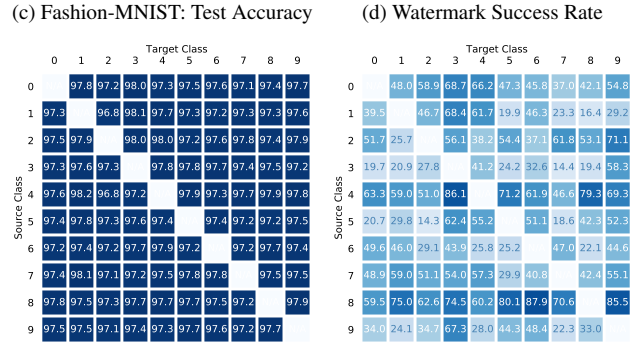 (c) Fashion-MNIST: Test Accuracy (d) Watermark Success Rate
Target Class Target Class
0 1 2 3 4 5 6 7 8 9 0 1 2 3 4 5 6 7 8 9
0 97.8 97.2 98.0 97.3 97.5 97.6 97.1 97.4 97.7 0 48.0 58.9 68.7 66.2 47.3 45.8 37.0 42.1 54.8
1 97.3 96.8 98.1 97.7 97.3 97.2 97.3 97.3 97.6 1 39.5 46.7 68.4 61.7 19.9 46.3 23.3 16.4 29.2
2 97.5 97.9 98.0 98.0 97.2 97.6 98.0 97.4 97.9 2 51.7 25.7 56.1 38.2 54.4 37.1 61.8 53.1 71.1
3 97.3 97.6 97.3 97.8 97.8 97.7 97.4 97.5 97.2 3 19.7 20.9 27.8 41.2 24.2 32.6 14.4 19.4 58.3
Source Class Source Class
4 97.6 98.2 96.8 97.2 97.9 97.3 97.7 97.9 97.8 4 63.3 59.0 51.0 86.1 71.2 61.9 46.6 79.3 69.3
5 97.4 97.8 97.3 97.6 97.4 97.4 97.2 97.2 97.5 5 20.7 29.8 14.3 62.4 55.2 51.1 18.6 42.3 52.3
6 97.2 97.4 97.2 97.7 97.9 97.2 97.2 97.7 97.4 6 49.6 46.0 29.1 43.9 25.8 25.2 47.0 22.1 44.6
7 97.4 98.1 97.1 97.2 97.5 97.8 97.8 97.5 97.5 7 48.9 59.0 51.1 54.0 57.3 29.9 40.8 42.4 55.1
8 97.8 97.5 97.3 97.7 97.7 97.7 97.5 97.2 97.9 8 59.5 75.0 62.6 74.5 60.2 80.1 87.9 70.6 85.5
9 97.5 97.5 97.1 97.4 97.3 97.7 97.2 97.2 97.7 9 34.0 24.1 34.7 67.3 28.0 44.3 48.4 22.3 33.0